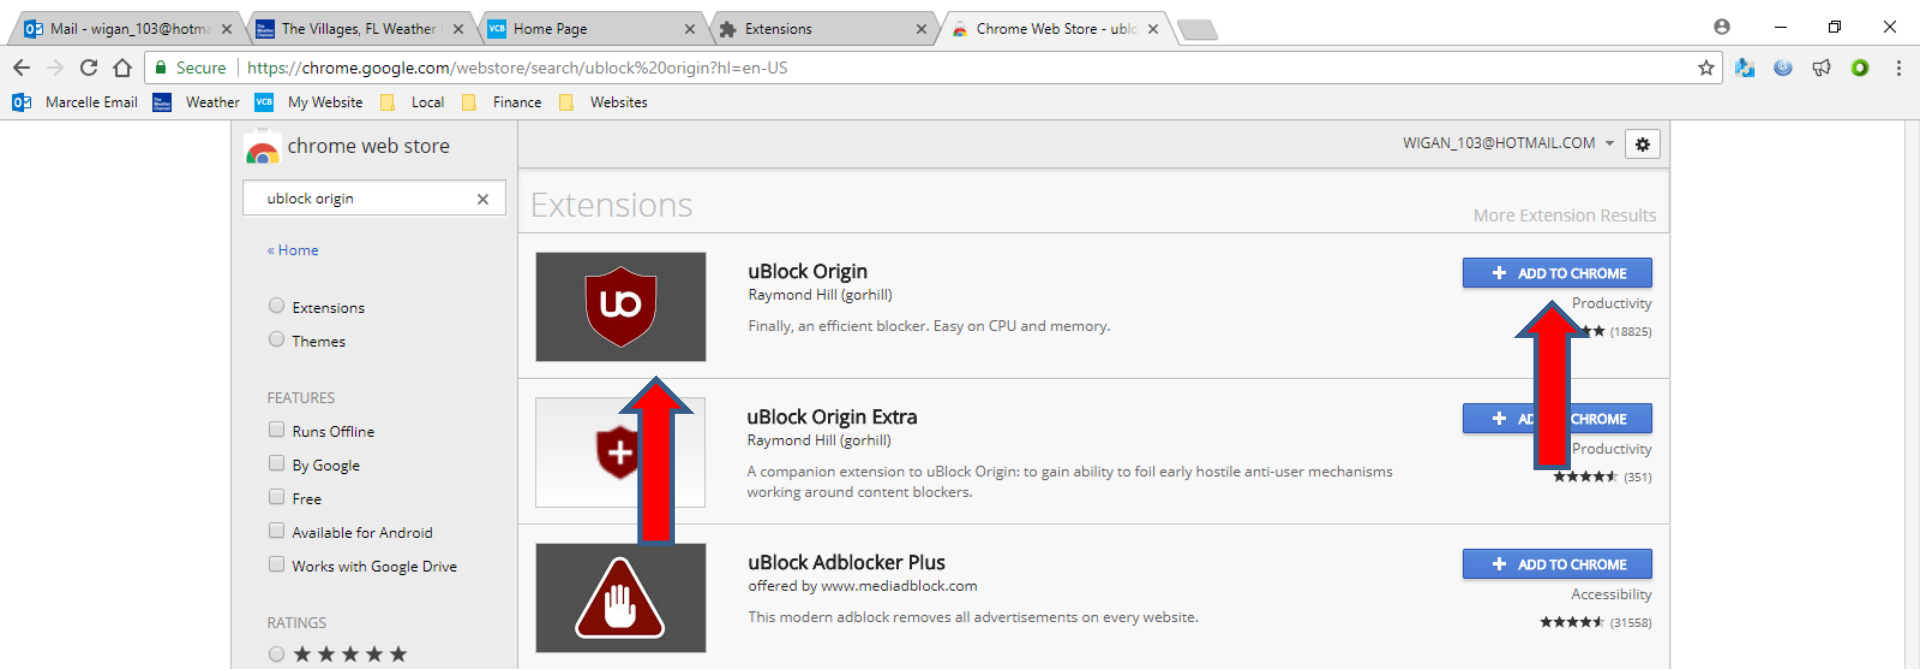 Mail - wigan_103@hotma
The Villages, FL Weather
VCB Home Page
Extensions
Chrome Web Store - ublo
Secure | https://chrome.google.com/webstore/search/ublock%20origin?hl=en-US
Marcelle Email
Weather
VCB My Website
Local
Finance
Websites
chrome web store
WIGAN_103@HOTMAIL.COM
ublock origin
« Home
Extensions
Themes
FEATURES
Runs Offline
By Google
Free
Available for Android
Works with Google Drive
RATINGS
Extensions
More Extension Results
uBlock Origin
Raymond Hill (gorhill)
Finally, an efficient blocker. Easy on CPU and memory.
ADD TO CHROME
Productivity
(18825)
uBlock Origin Extra
Raymond Hill (gorhill)
A companion extension to uBlock Origin: to gain ability to foil early hostile anti-user mechanisms
working around content blockers.
CHROME
Productivity
(351)
uBlock Adblocker Plus
offered by www.mediadblock.com
This modern adblock removes all advertisements on every website.
ADD TO CHROME
Accessibility
(31558)